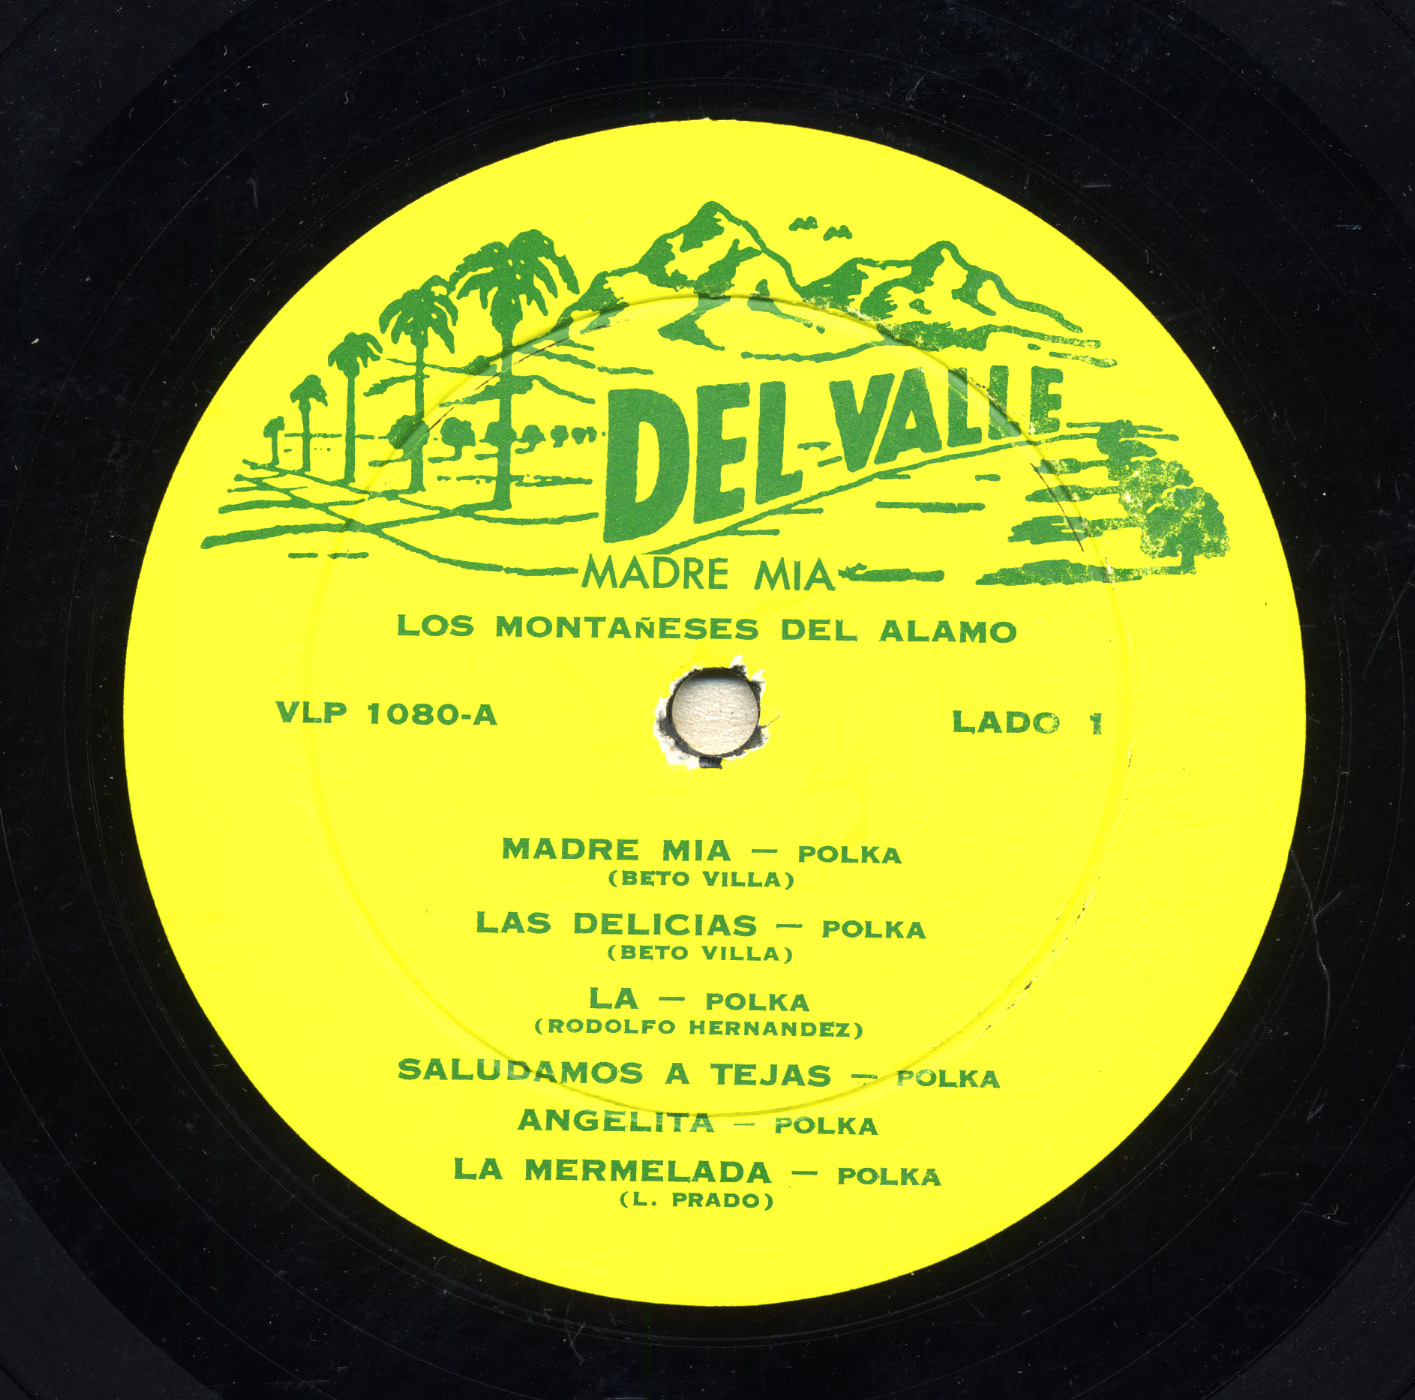 DEL VALLE
MADRE MIA
LOS MONTAÑESES DEL ALAMO
VLP 1080-A
LADO 1
MADRE MIA — POLKA
(BETO VILLA)
LAS DELICIAS — POLKA
(BETO VILLA)
LA — POLKA
(RODOLFO HERNANDEZ)
SALUDAMOS A TEJAS — POLKA
ANGELITA — POLKA
LA MERMELADA — POLKA
(L. PRADO)